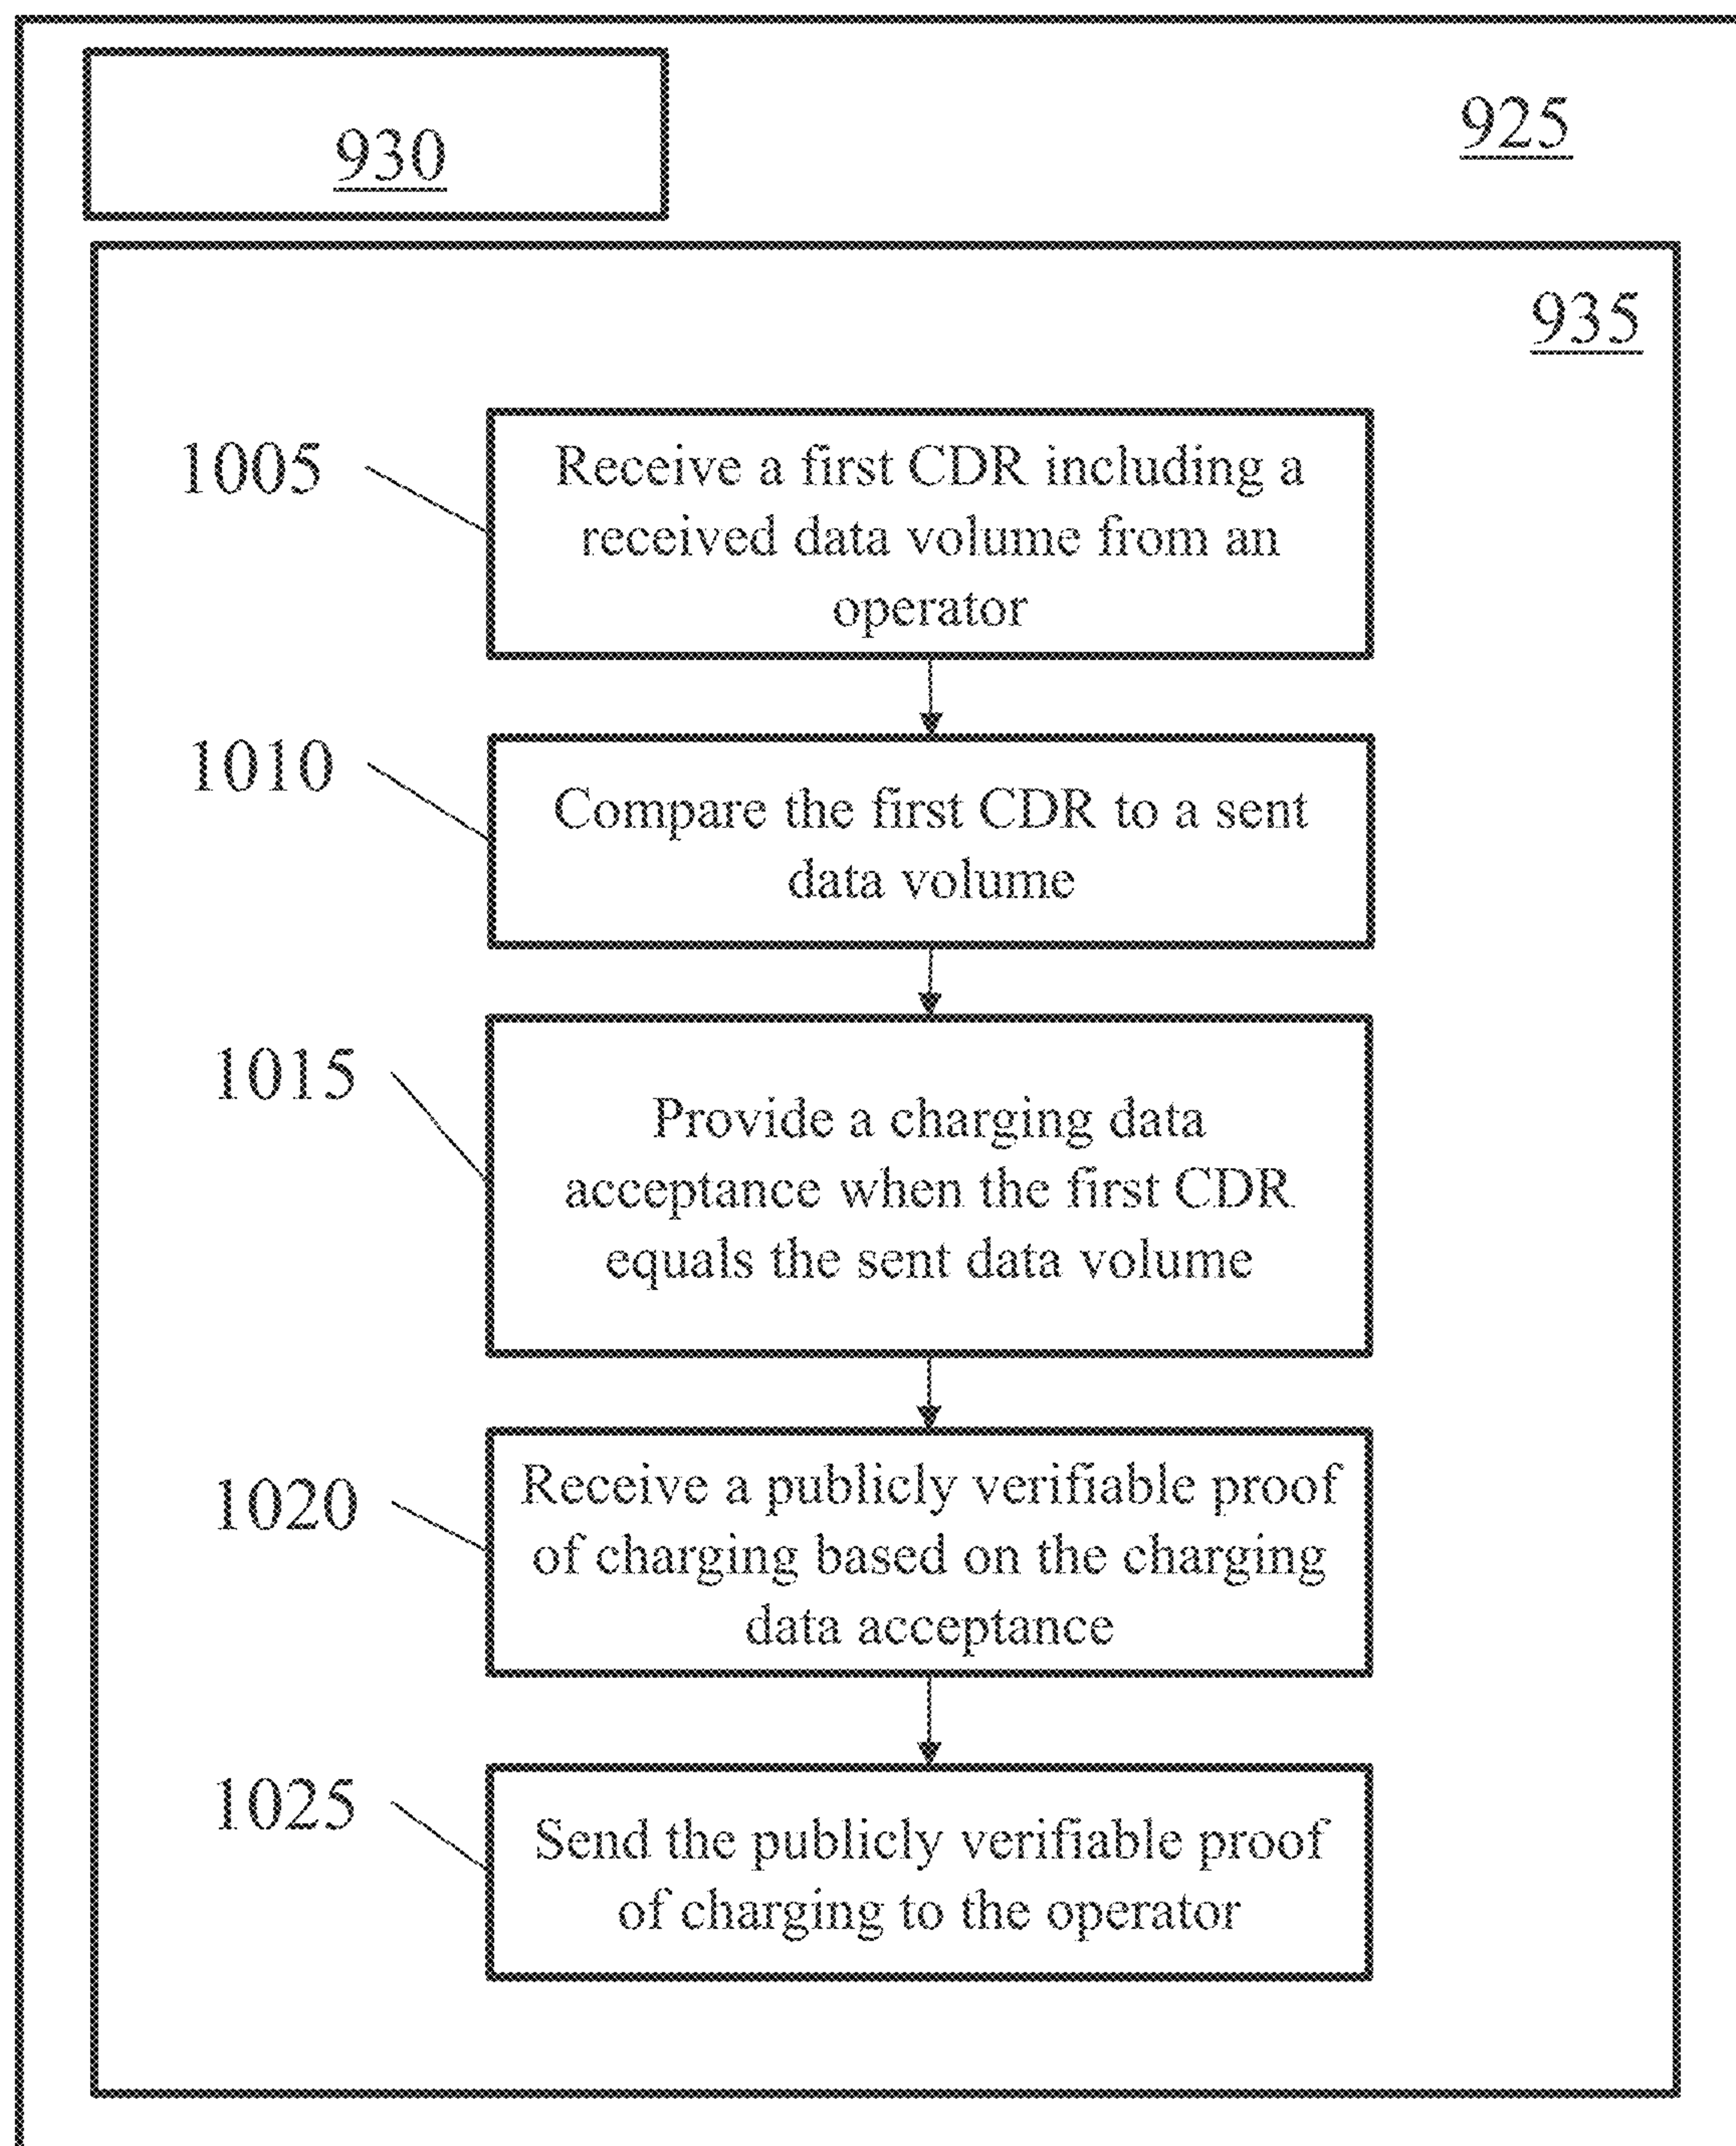 930
925
935
1005
Receive a first CDR including a
received data volume from an
operator
1010
Compare the first CDR to a sent
data volume
1015
Provide a charging data
acceptance when the first CDR
equals the sent data volume
1020
Receive a publicly verifiable proof
of charging based on the charging
data acceptance
1025
Send the publicly verifiable proof
of charging to the operator